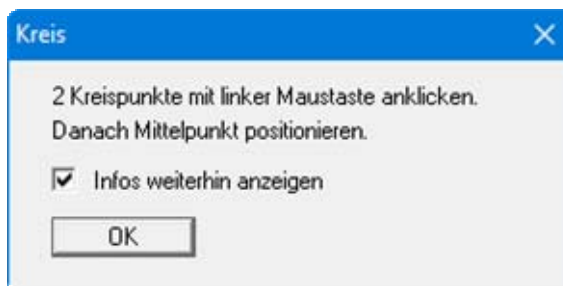 Kreis
2 Kreispunkte mit linker Maustaste anklicken.
Danach Mittelpunkt positionieren.
Infos weiterhin anzeigen
OK